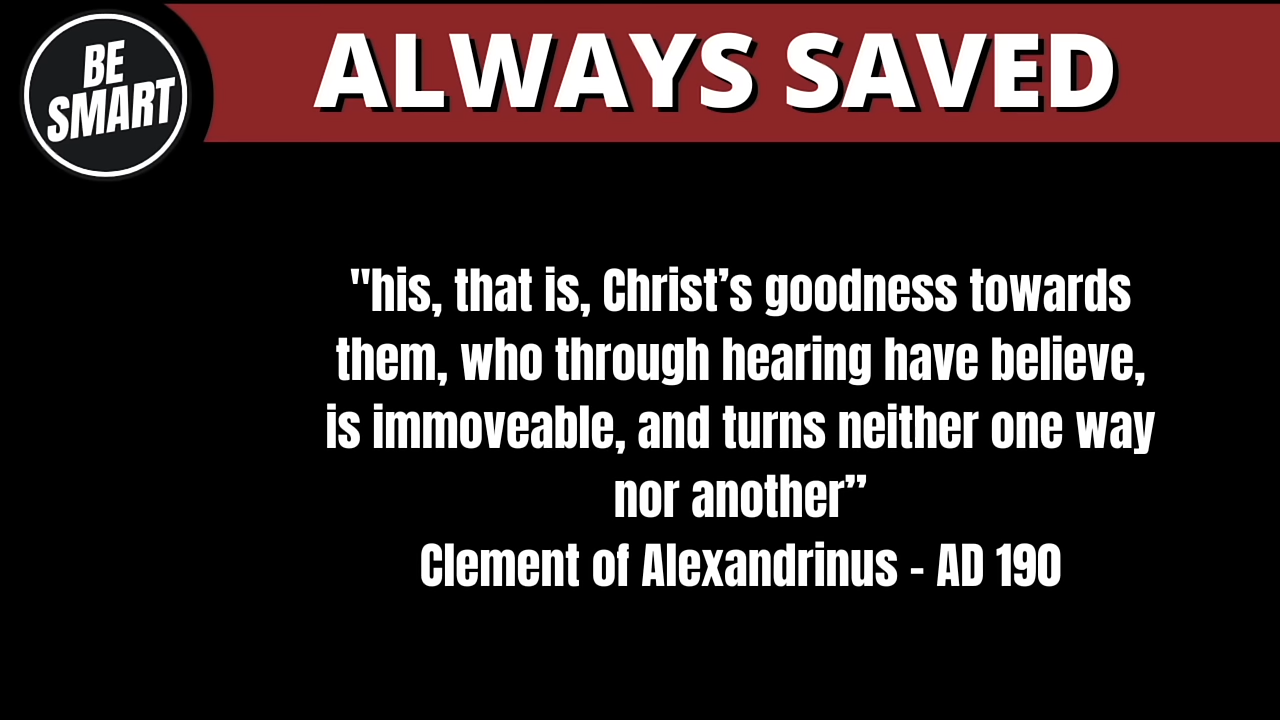 BE
SMART
ALWAYS SAVED
"his, that is, Christ’s goodness towards
them, who through hearing have believe,
is immoveable, and turns neither one way
nor another”
Clement of Alexandrinus - AD 190